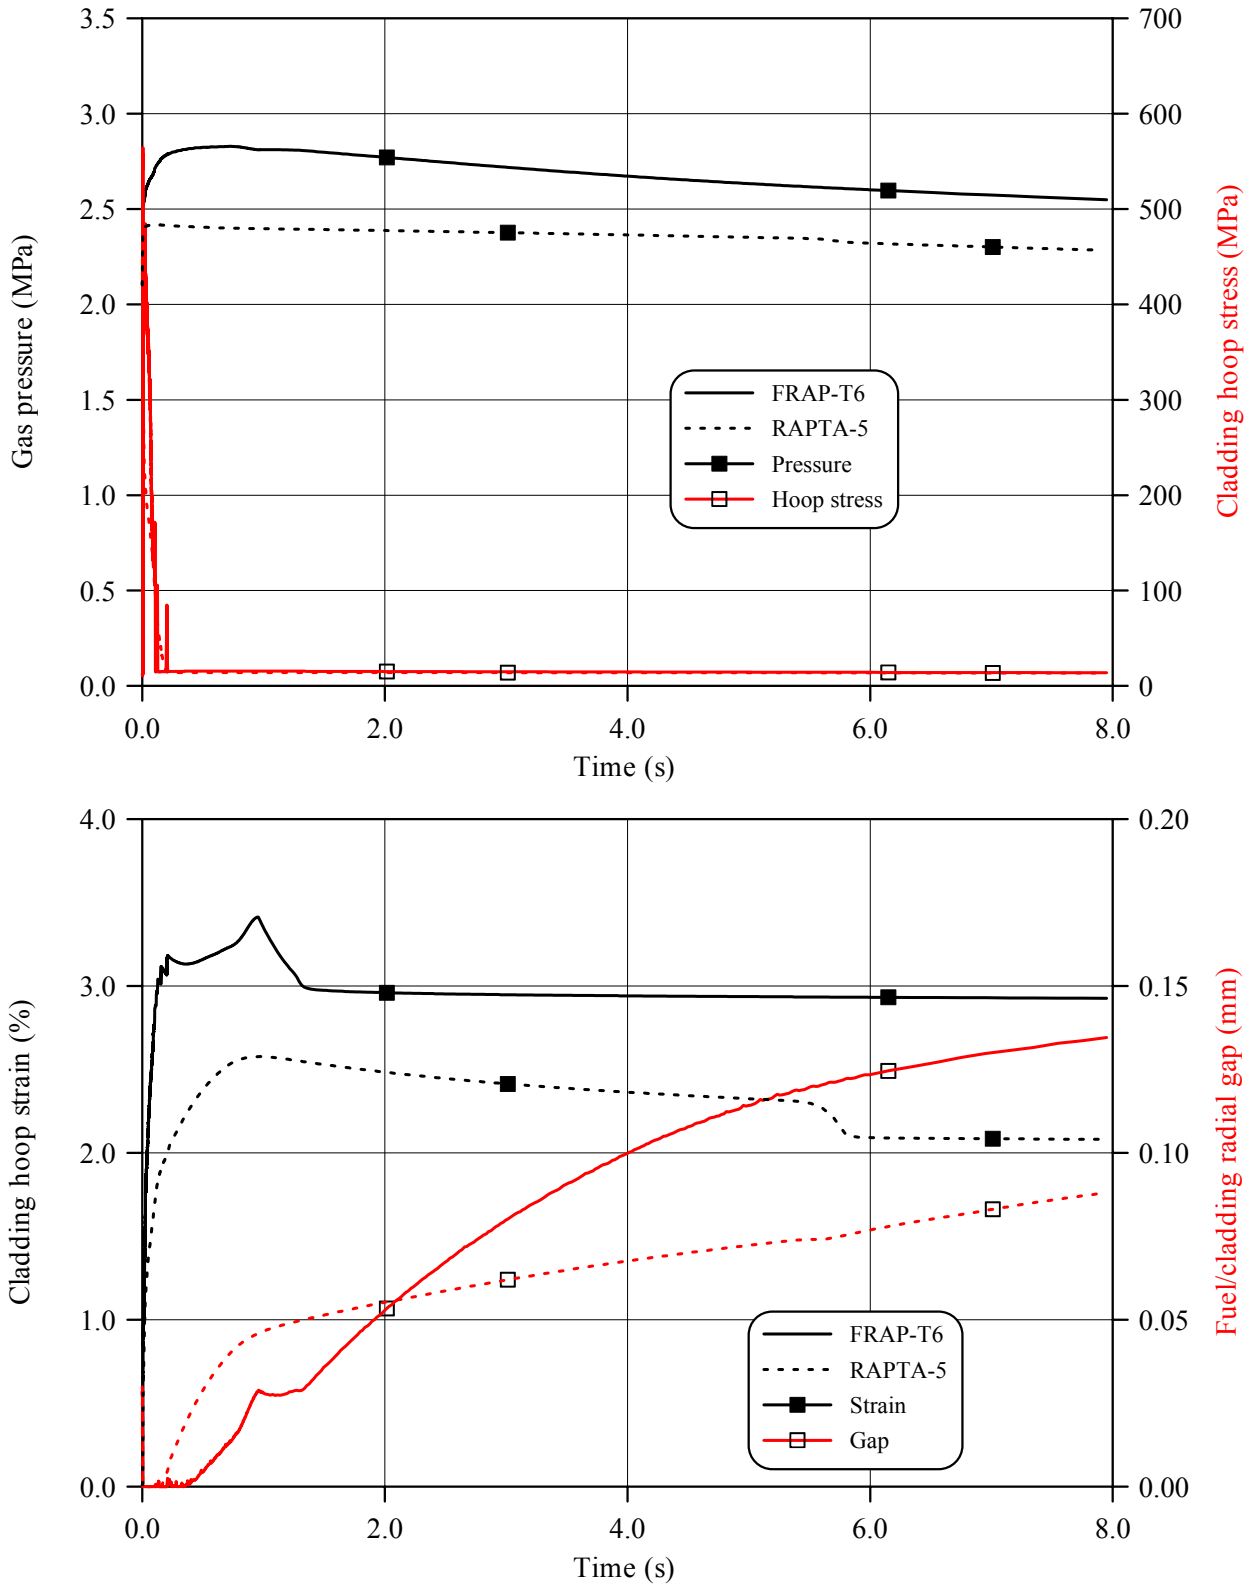 3.5
700
3.0
600
2.5
500
2.0
400
1.5
300
1.0
200
0.5
100
0.0
0
0.0 2.0 4.0 6.0 8.0
Time (s)
Gas pressure (MPa)
Cladding hoop stress (MPa)
FRAP-T6
RAPTA-5
Pressure
Hoop stress
4.0
0.20
3.0
0.15
2.0
0.10
1.0
0.05
0.0
0.00
0.0 2.0 4.0 6.0 8.0
Time (s)
Cladding hoop strain (%)
Fuel/cladding radial gap (mm)
FRAP-T6
RAPTA-5
Strain
Gap